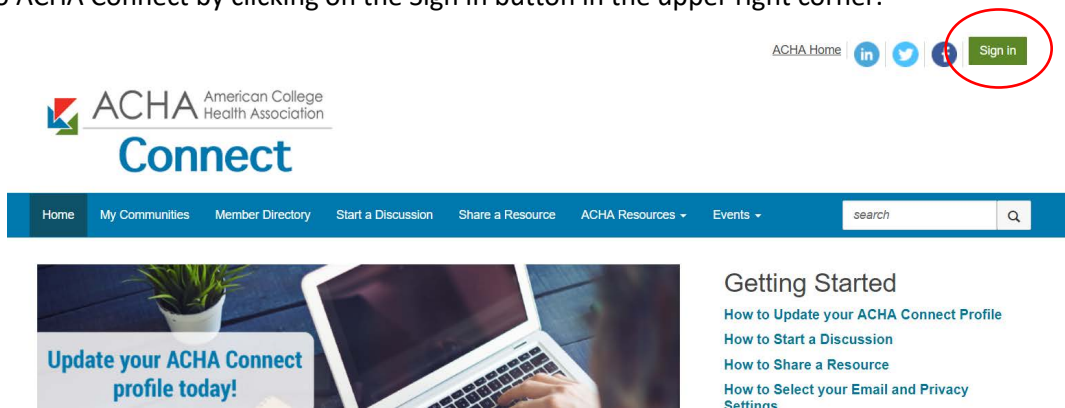 ACHA Connect by clicking on the Sign in button in the upper right corner.
ACHA Home in f Sign in
ACHA American College
Health Association
Connect
Home My Communities Member Directory Start a Discussion Share a Resource ACHA Resources Events search
Getting Started
How to Update your ACHA Connect Profile
How to Start a Discussion
How to Share a Resource
How to Select your Email and Privacy
Settings
Update your ACHA Connect
profile today!